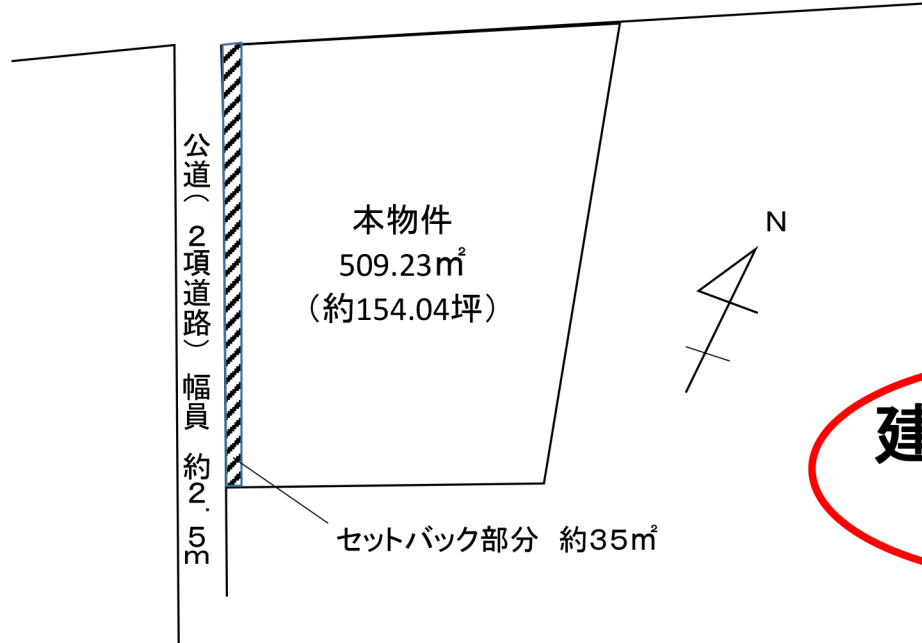 公道（２項道路）　幅員　約２．５ｍ
本物件
509.23㎡
（約154.04坪）
N
建
セットバック部分　約35㎡